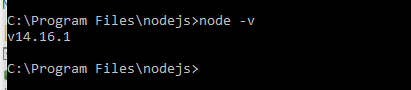 C:\Program Files\nodejs>node -v
v14.16.1
C:\Program Files\nodejs>